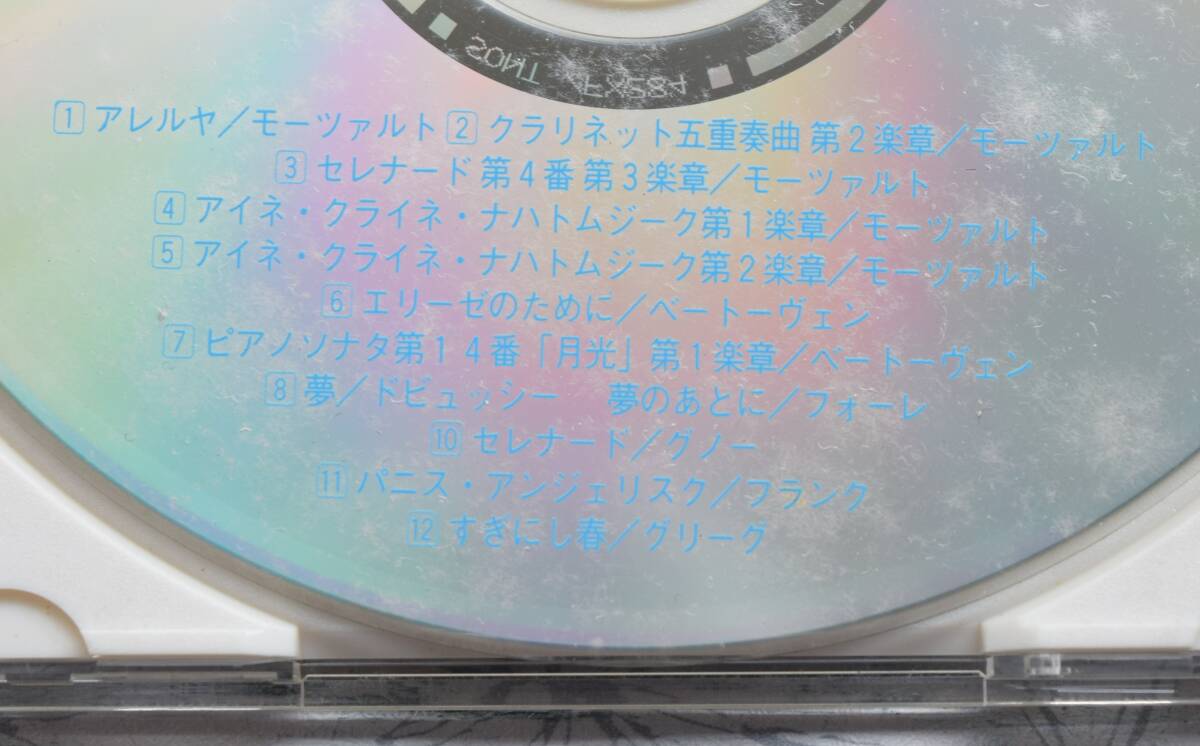 1 アレルヤ／モーツァルト 2 クラリネット五重奏曲 第2楽章／モーツァルト
3 セレナード 第4番 第3楽章／モーツァルト
4 アイネ・クライネ・ナハトムジーク第1楽章／モーツァルト
5 アイネ・クライネ・ナハトムジーク第2楽章／モーツァルト
6 エリーゼのために／ベートーヴェン
7 ピアノソナタ第14番「月光」第1楽章／ベートーヴェン
8 夢／ドビュッシー 夢のあとに／フォーレ
10 セレナード／グノー
11 パニス・アンジェリスク／フランク
12 すぎにし春／グリーグ